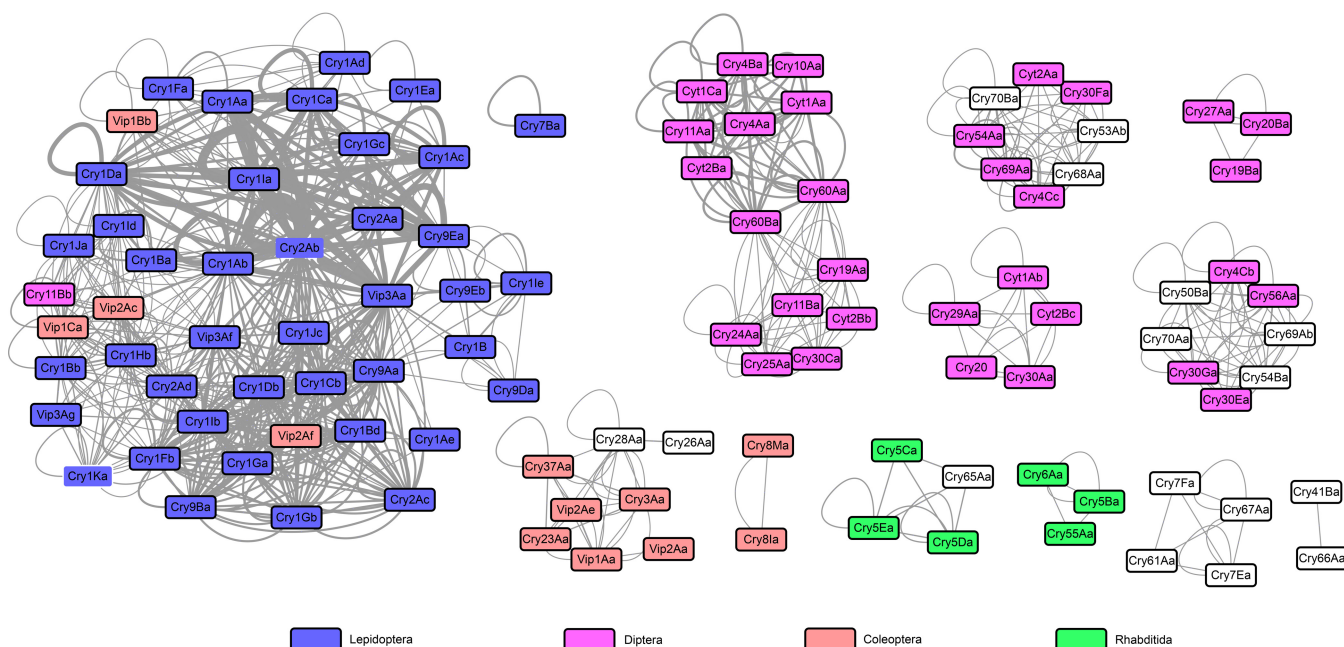 Cry1Ad
Cry1Fa
Cry1Aa
Cry1Ca
Cry1Ea
Vip1Bb
Cry1Gc
Cry1Ac
Cry1Da
Cry1Ia
Cry1Id
Cry2Aa
Cry9Ea
Cry1Ja
Cry2Ab
Cry1Ba
Cry1Ab
Cry11Bb
Vip2Ac
Vip3Aa
Cry9Eb
Cry1Ie
Vip1Ca
Vip3Af
Cry1Jc
Cry1B
Cry1Hb
Cry1Bb
Cry9Aa
Cry2Ad
Cry1Db
Cry1Cb
Cry9Da
Vip3Ag
Cry1Ib
Vip2Af
Cry1Bd
Cry1Ae
Cry1Fb
Cry1Ga
Cry1Ka
Cry9Ba
Cry1Gb
Cry2Ac
Cry7Ba
Cry4Ba
Cry10Aa
Cyt1Ca
Cyt1Aa
Cry11Aa
Cry4Aa
Cyt2Ba
Cry60Aa
Cry60Ba
Cry19Aa
Cry11Ba
Cyt2Bb
Cry24Aa
Cry25Aa
Cry30Ca
Cyt2Aa
Cry70Ba
Cry30Fa
Cry54Aa
Cry53Ab
Cry69Aa
Cry68Aa
Cry4Cc
Cry27Aa
Cry20Ba
Cry19Ba
Cyt1Ab
Cry29Aa
Cyt2Bc
Cry20
Cry30Aa
Cry4Cb
Cry50Ba
Cry56Aa
Cry70Aa
Cry69Ab
Cry30Ga
Cry54Ba
Cry30Ea
Cry28Aa
Cry26Aa
Cry37Aa
Cry3Aa
Vip2Ae
Cry23Aa
Vip1Aa
Vip2Aa
Cry8Ma
Cry8Ia
Cry5Ca
Cry65Aa
Cry5Ea
Cry5Da
Cry6Aa
Cry5Ba
Cry55Aa
Cry7Fa
Cry67Aa
Cry61Aa
Cry7Ea
Cry41Ba
Cry66Aa
Lepidoptera
Diptera
Coleoptera
Rhabditida